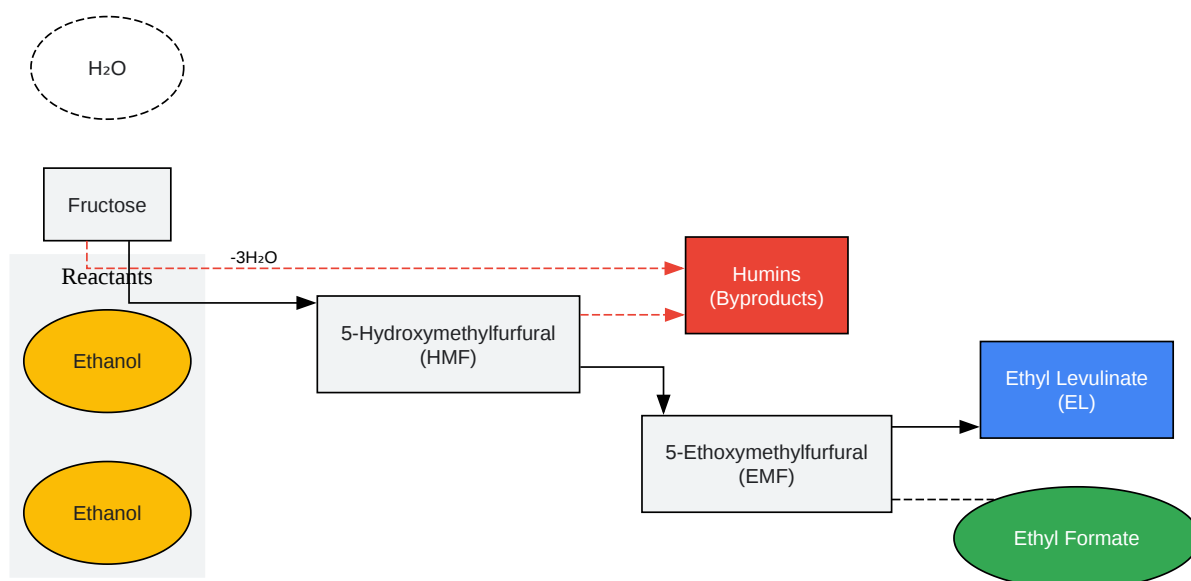 H₂O
Fructose
-3H₂O
Reactants
Humins
(Byproducts)
5-Hydroxymethylfurfural
(HMF)
Ethanol
Ethyl Levulinate
(EL)
5-Ethoxymethylfurfural
(EMF)
Ethanol
Ethyl Formate